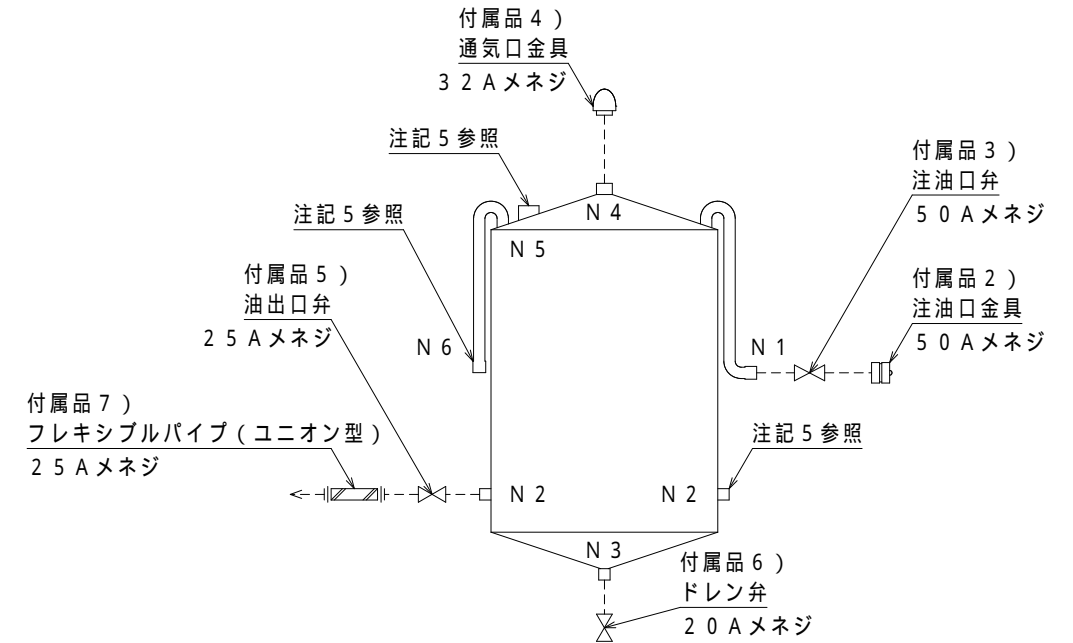 付属品４）
通気口金具
３２Aメネジ
注記５参照
注記５参照
付属品３）
注油口弁
５０Aメネジ
付属品２）
注油口金具
５０Aメネジ
付属品５）
油出口弁
２５Aメネジ
付属品７）
フレキシブルパイプ（ユニオン型）
２５Aメネジ
注記５参照
付属品６）
ドレン弁
２０Aメネジ
N４
N５
N６
N１
N２
N２
N３